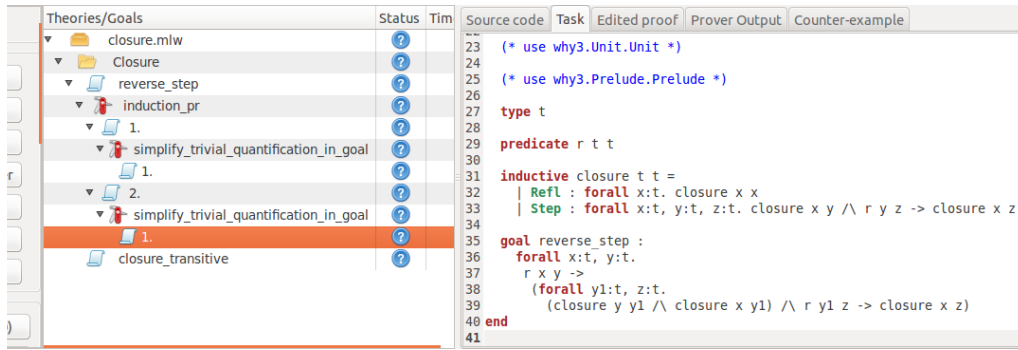 Theories/Goals Status Tim
closure.mlw
Closure
reverse_step
induction_pr
1.
simplify_trivial_quantification_in_goal
1.
2.
simplify_trivial_quantification_in_goal
1.
closure_transitive
r
)
Source code Task Edited proof Prover Output Counter-example
23 (* use why3.Unit.Unit *)
24
25 (* use why3.Prelude.Prelude *)
26
27 type t
28
29 predicate r t t
30
31 inductive closure t t =
32 | Refl : forall x:t. closure x x
33 | Step : forall x:t, y:t, z:t. closure x y /\ r y z -> closure x z
34
35 goal reverse_step :
36 forall x:t, y:t.
37 r x y ->
38 (forall y1:t, z:t.
39 (closure y y1 /\ closure x y1) /\ r y1 z -> closure x z)
40 end
41